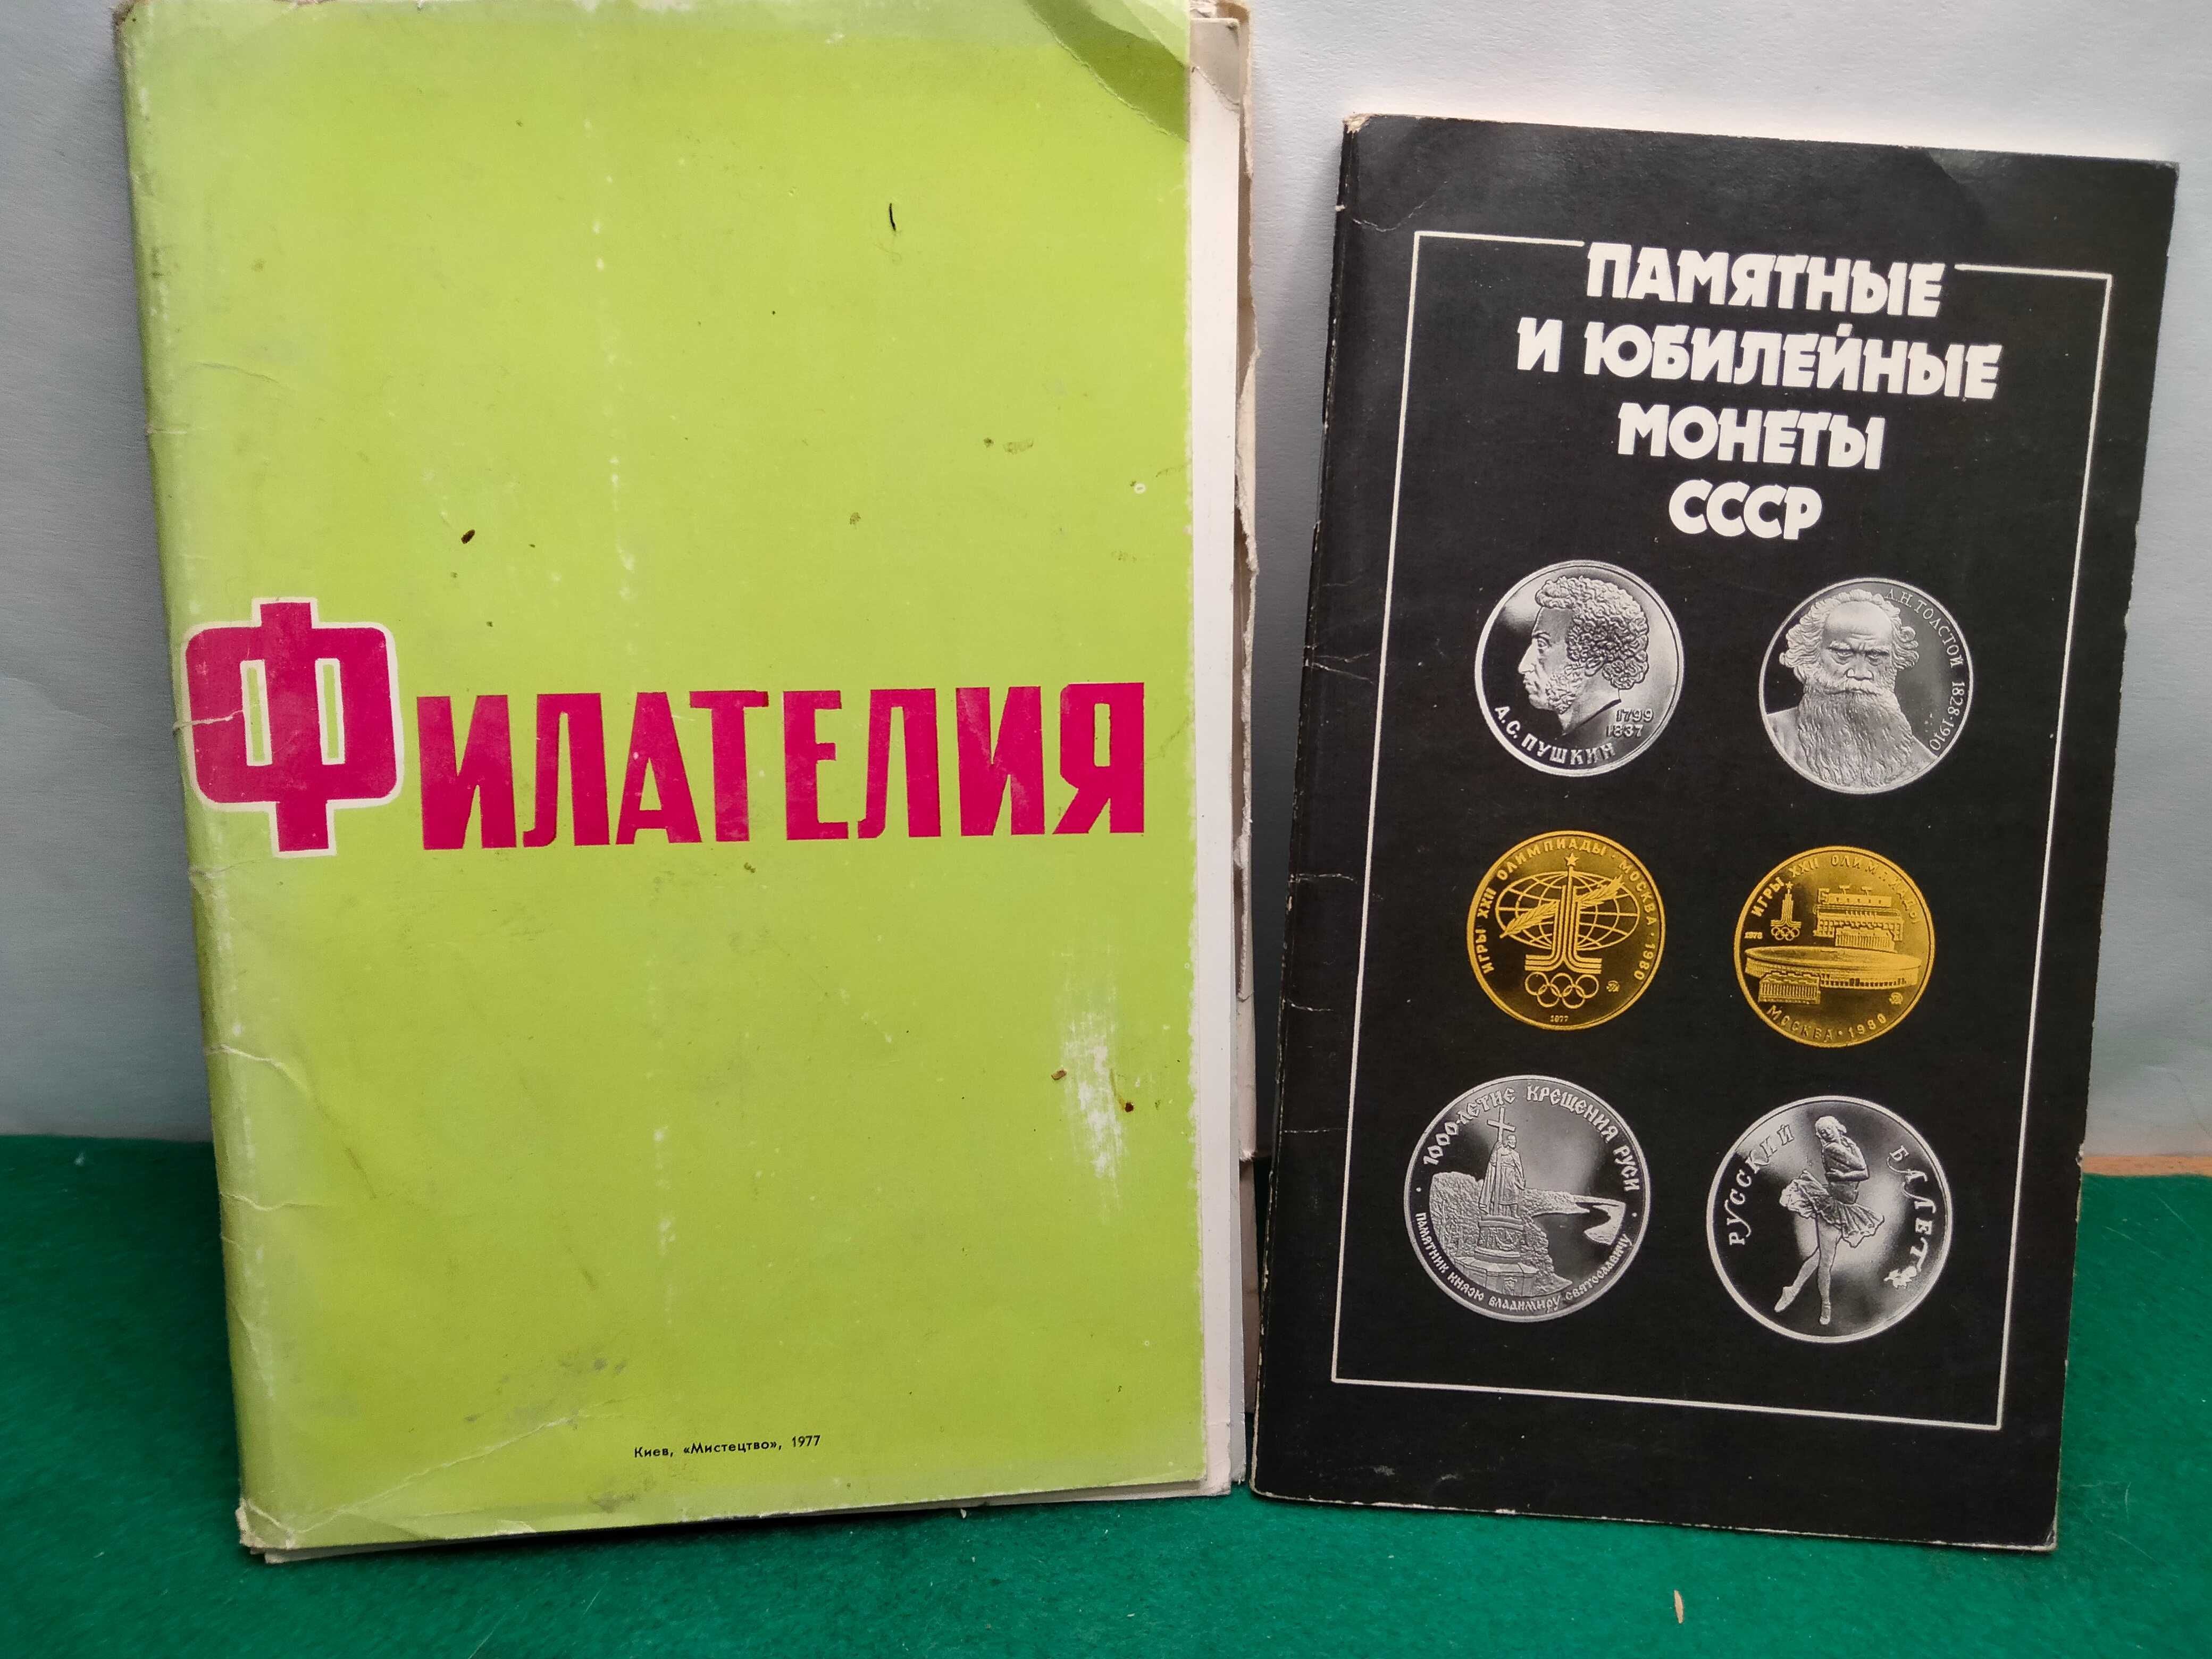 ФИЛАТЕЛИЯ
Киев, «Мистецтво», 1977
ПАМЯТНЫЕ
И ЮБИЛЕЙНЫЕ
МОНЕТЫ
СССР
1799
1837
А.С. ПУШКИН
Л.Н. ТОЛСТОЙ 1828·1910
ИГРЫ XXII ОЛИМПИАДЫ · МОСКВА · 1980
1977
ИГРЫ XXII ОЛИМПИАДЫ
1978
МОСКВА · 1980
1000-ЛЕТИЕ КРЕЩЕНИЯ РУСИ
ПАМЯТНИК КНЯЗЮ ВЛАДИМИРУ СВЯТОСЛАВИЧУ
РУССКИЙ БАЛЕТ